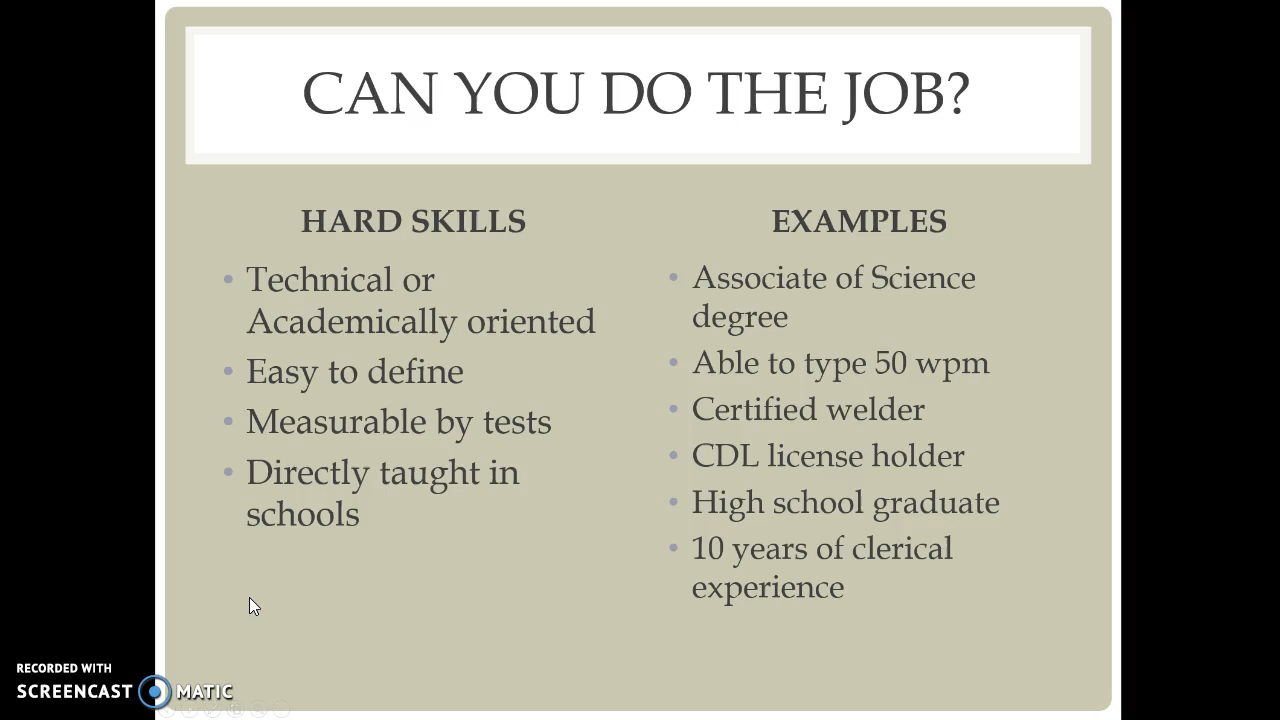 CAN YOU DO THE JOB?
HARD SKILLS
• Technical or
Academically oriented
• Easy to define
• Measurable by tests
• Directly taught in
schools
EXAMPLES
• Associate of Science
degree
• Able to type 50 wpm
• Certified welder
• CDL license holder
• High school graduate
• 10 years of clerical
experience
RECORDED WITH
SCREENCAST MATIC